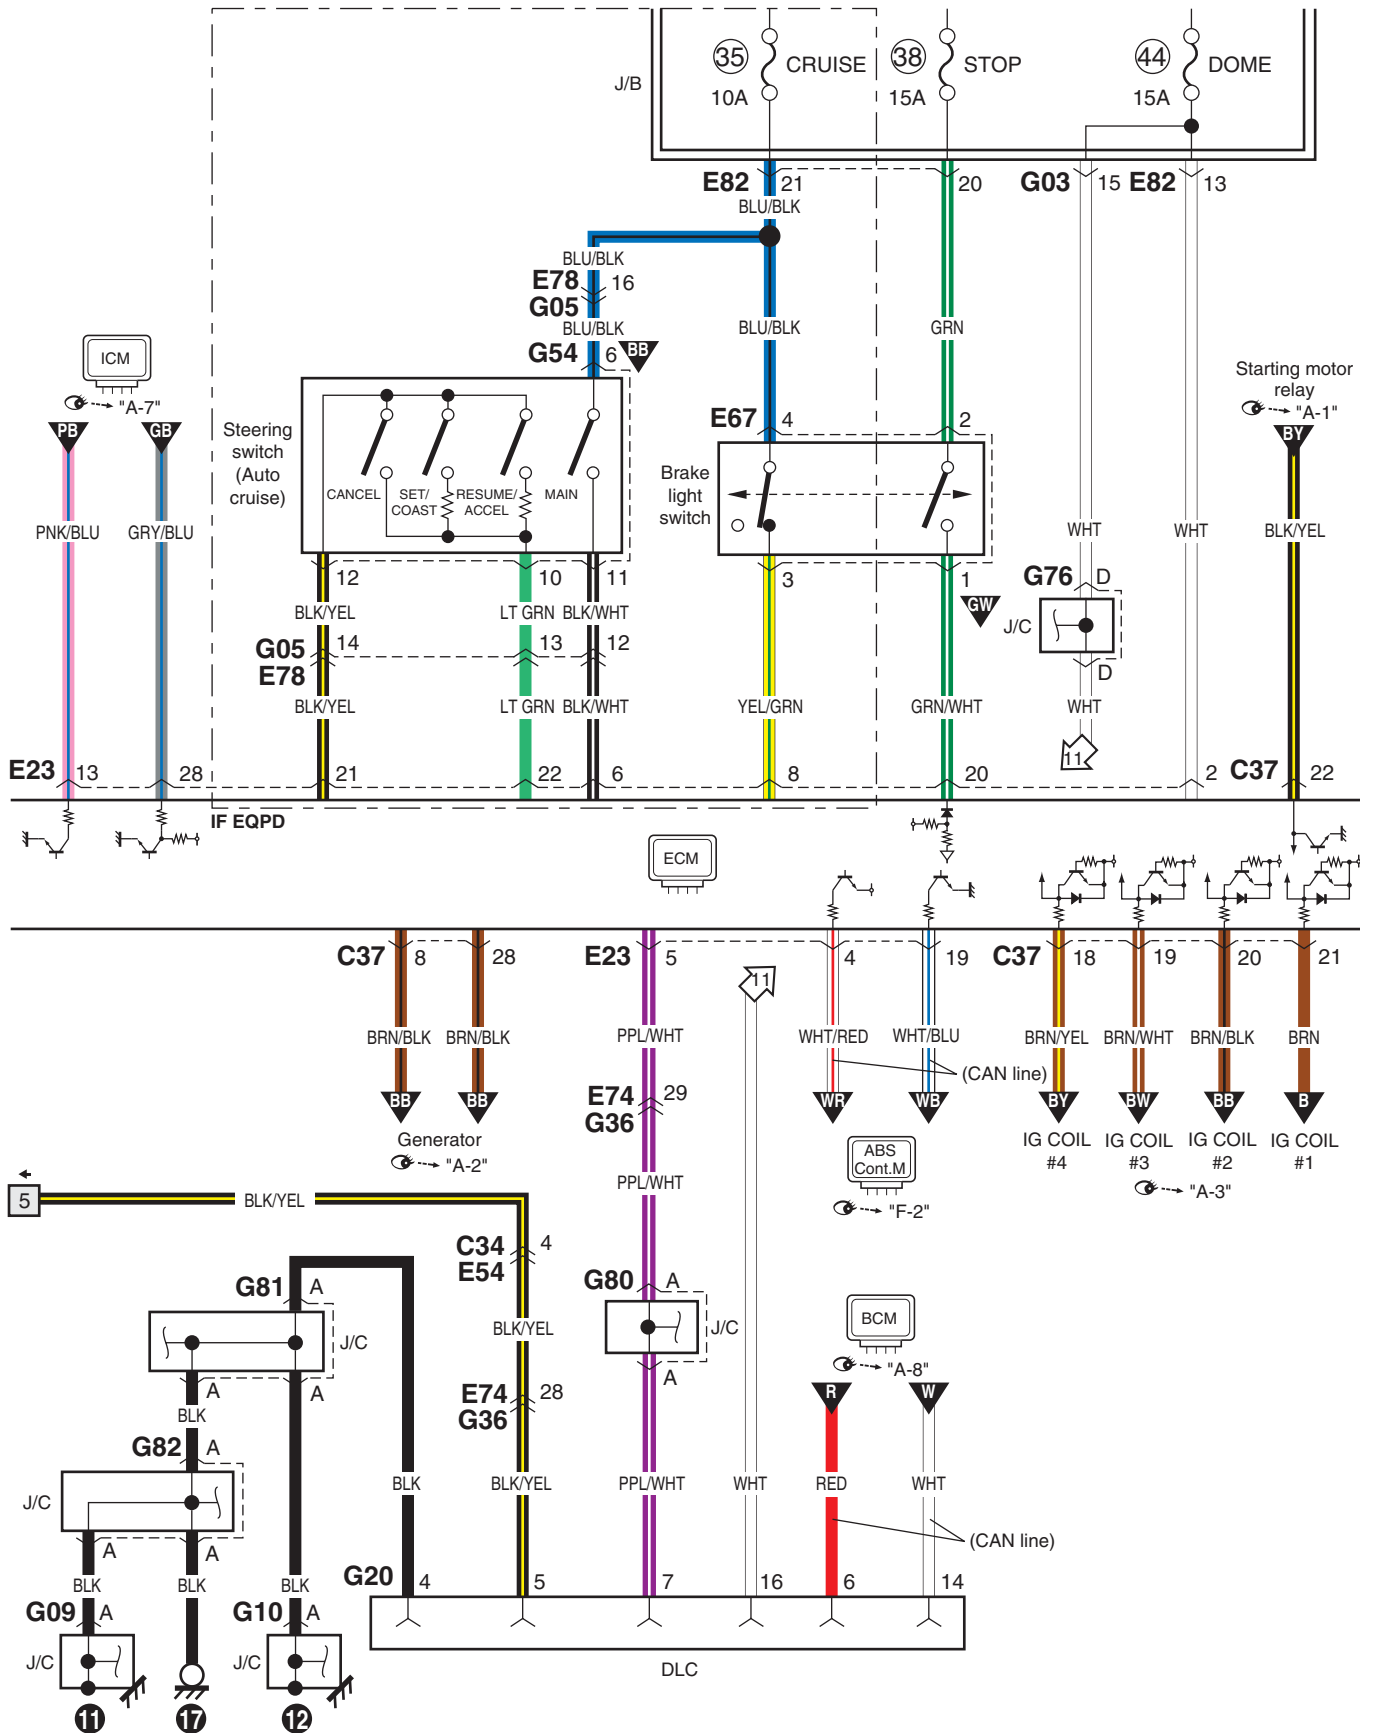 35 CRUISE 38 STOP 44 DOME
J/B 10A 15A 15A
E82 21 20 G03 15 E82 13
BLU/BLK
BLU/BLK
E78 16
G05
BLU/BLK BLU/BLK GRN
G54 6 BB
ICM
"A-7"
Starting motor
relay
"A-1"
PB GB BY
Steering
switch
(Auto
cruise)
E67 4 2
CANCEL SET/
COAST RESUME/
ACCEL MAIN
Brake
light
switch
PNK/BLU GRY/BLU WHT WHT BLK/YEL
12 10 11 3 1
GW
G76 D
J/C
D
BLK/YEL LT GRN BLK/WHT
G05 14 13 12
E78
BLK/YEL LT GRN BLK/WHT YEL/GRN GRN/WHT WHT
11
E23 13 28 21 22 6 8 20 2 C37 22
IF EQPD
ECM
C37 8 28 E23 5 4 19 C37 18 19 20 21
11
BRN/BLK BRN/BLK PPL/WHT WHT/RED WHT/BLU BRN/YEL BRN/WHT BRN/BLK BRN
(CAN line)
E74 29
G36
BB BB WR WB BY BW BB B
Generator
"A-2"
ABS
Cont.M
"F-2"
IG COIL
#4
IG COIL
#3
IG COIL
#2
IG COIL
#1
"A-3"
PPL/WHT
5 BLK/YEL
C34 4
E54
G81 A
G80 A
J/C
A
BLK/YEL
J/C
A A
BCM
"A-8"
E74 28
G36
R W
BLK
G82 A
J/C
A A
BLK BLK/YEL PPL/WHT WHT RED WHT
(CAN line)
BLK BLK BLK
G20 4 5 7 16 6 14
G09 A G10 A
J/C J/C
DLC
11 17 12